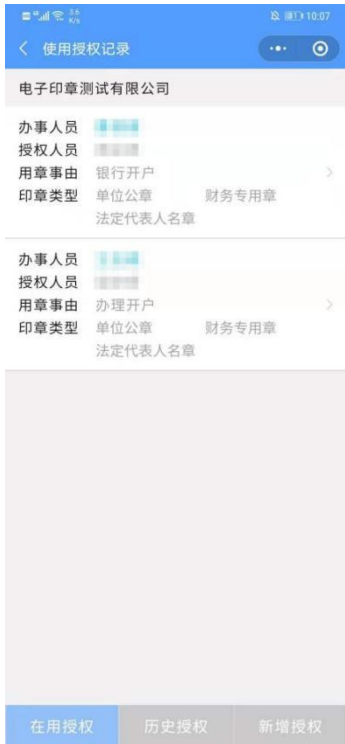 3.6
K/s
10:07
使用授权记录
电子印章测试有限公司
办事人员
授权人员
用章事由 银行开户
印章类型 单位公章 财务专用章
法定代表人名章
办事人员
授权人员
用章事由 办理开户
印章类型 单位公章 财务专用章
法定代表人名章
在用授权 历史授权 新增授权